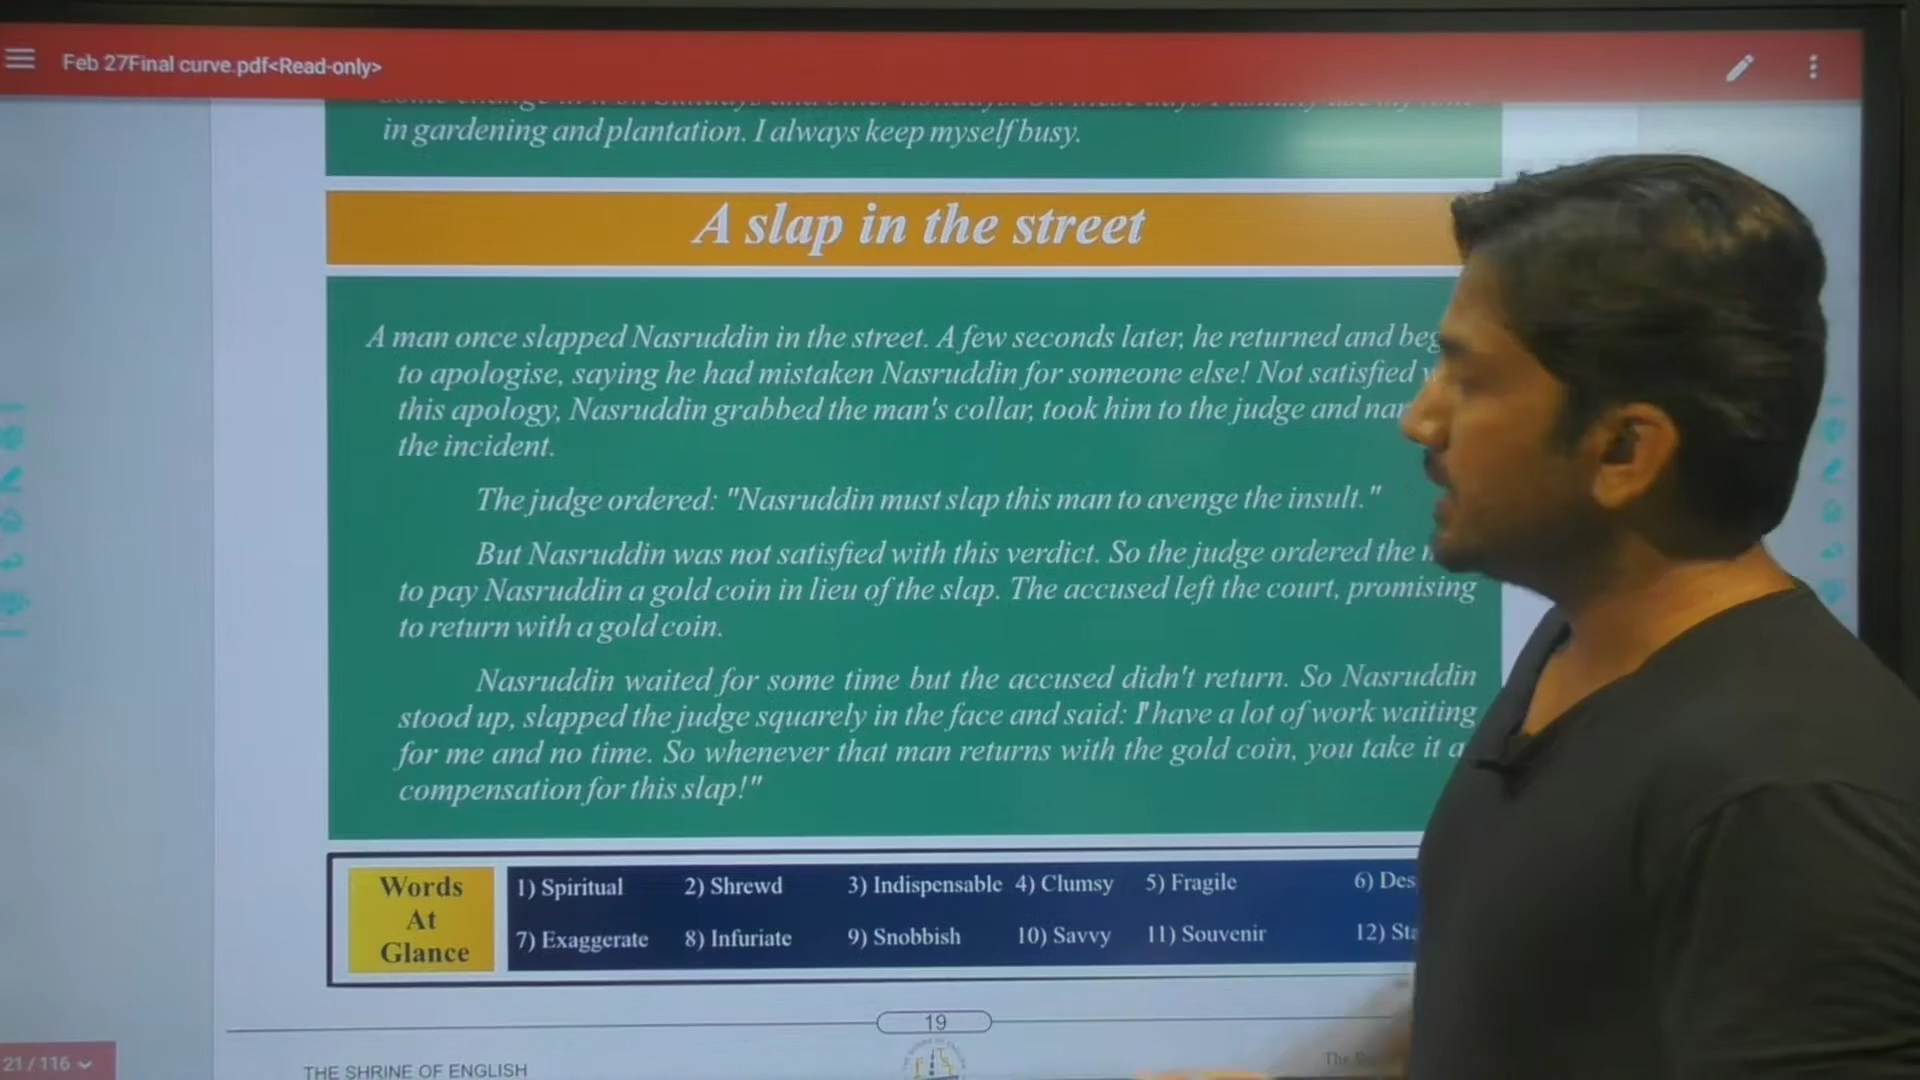 Feb 27Final curve.pdf<Read-only>
in gardening and plantation. I always keep myself busy.
A slap in the street
A man once slapped Nasruddin in the street. A few seconds later, he returned and
to apologise, saying he had mistaken Nasruddin for someone else! Not satisfied
this apology, Nasruddin grabbed the man's collar, took him to the judge and
the incident.
The judge ordered: "Nasruddin must slap this man to avenge the insult."
But Nasruddin was not satisfied with this verdict. So the judge ordered the
to pay Nasruddin a gold coin in lieu of the slap. The accused left the court, promising
to return with a gold coin.
Nasruddin waited for some time but the accused didn't return. So Nasruddin
stood up, slapped the judge squarely in the face and said: I'have a lot of work waiting
for me and no time. So whenever that man returns with the gold coin, you take it
compensation for this slap!"
Words At Glance
1) Spiritual 2) Shrewd 3) Indispensable 4) Clumsy 5) Fragile 6)
7) Exaggerate 8) Infuriate 9) Snobbish 10) Savvy 11) Souvenir 12)
19
21 / 116
THE SHRINE OF ENGLISH